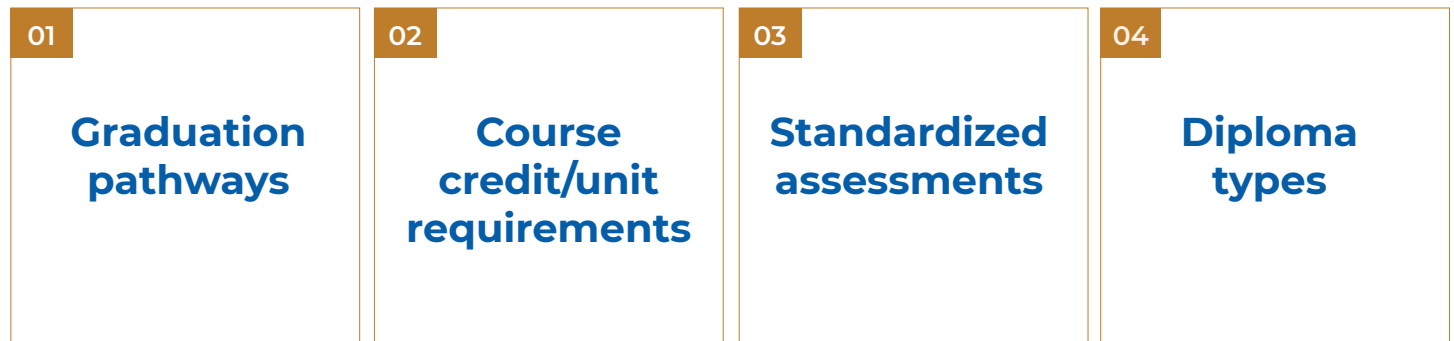 01
Graduation
pathways
02
Course
credit/unit
requirements
03
Standardized
assessments
04
Diploma
types